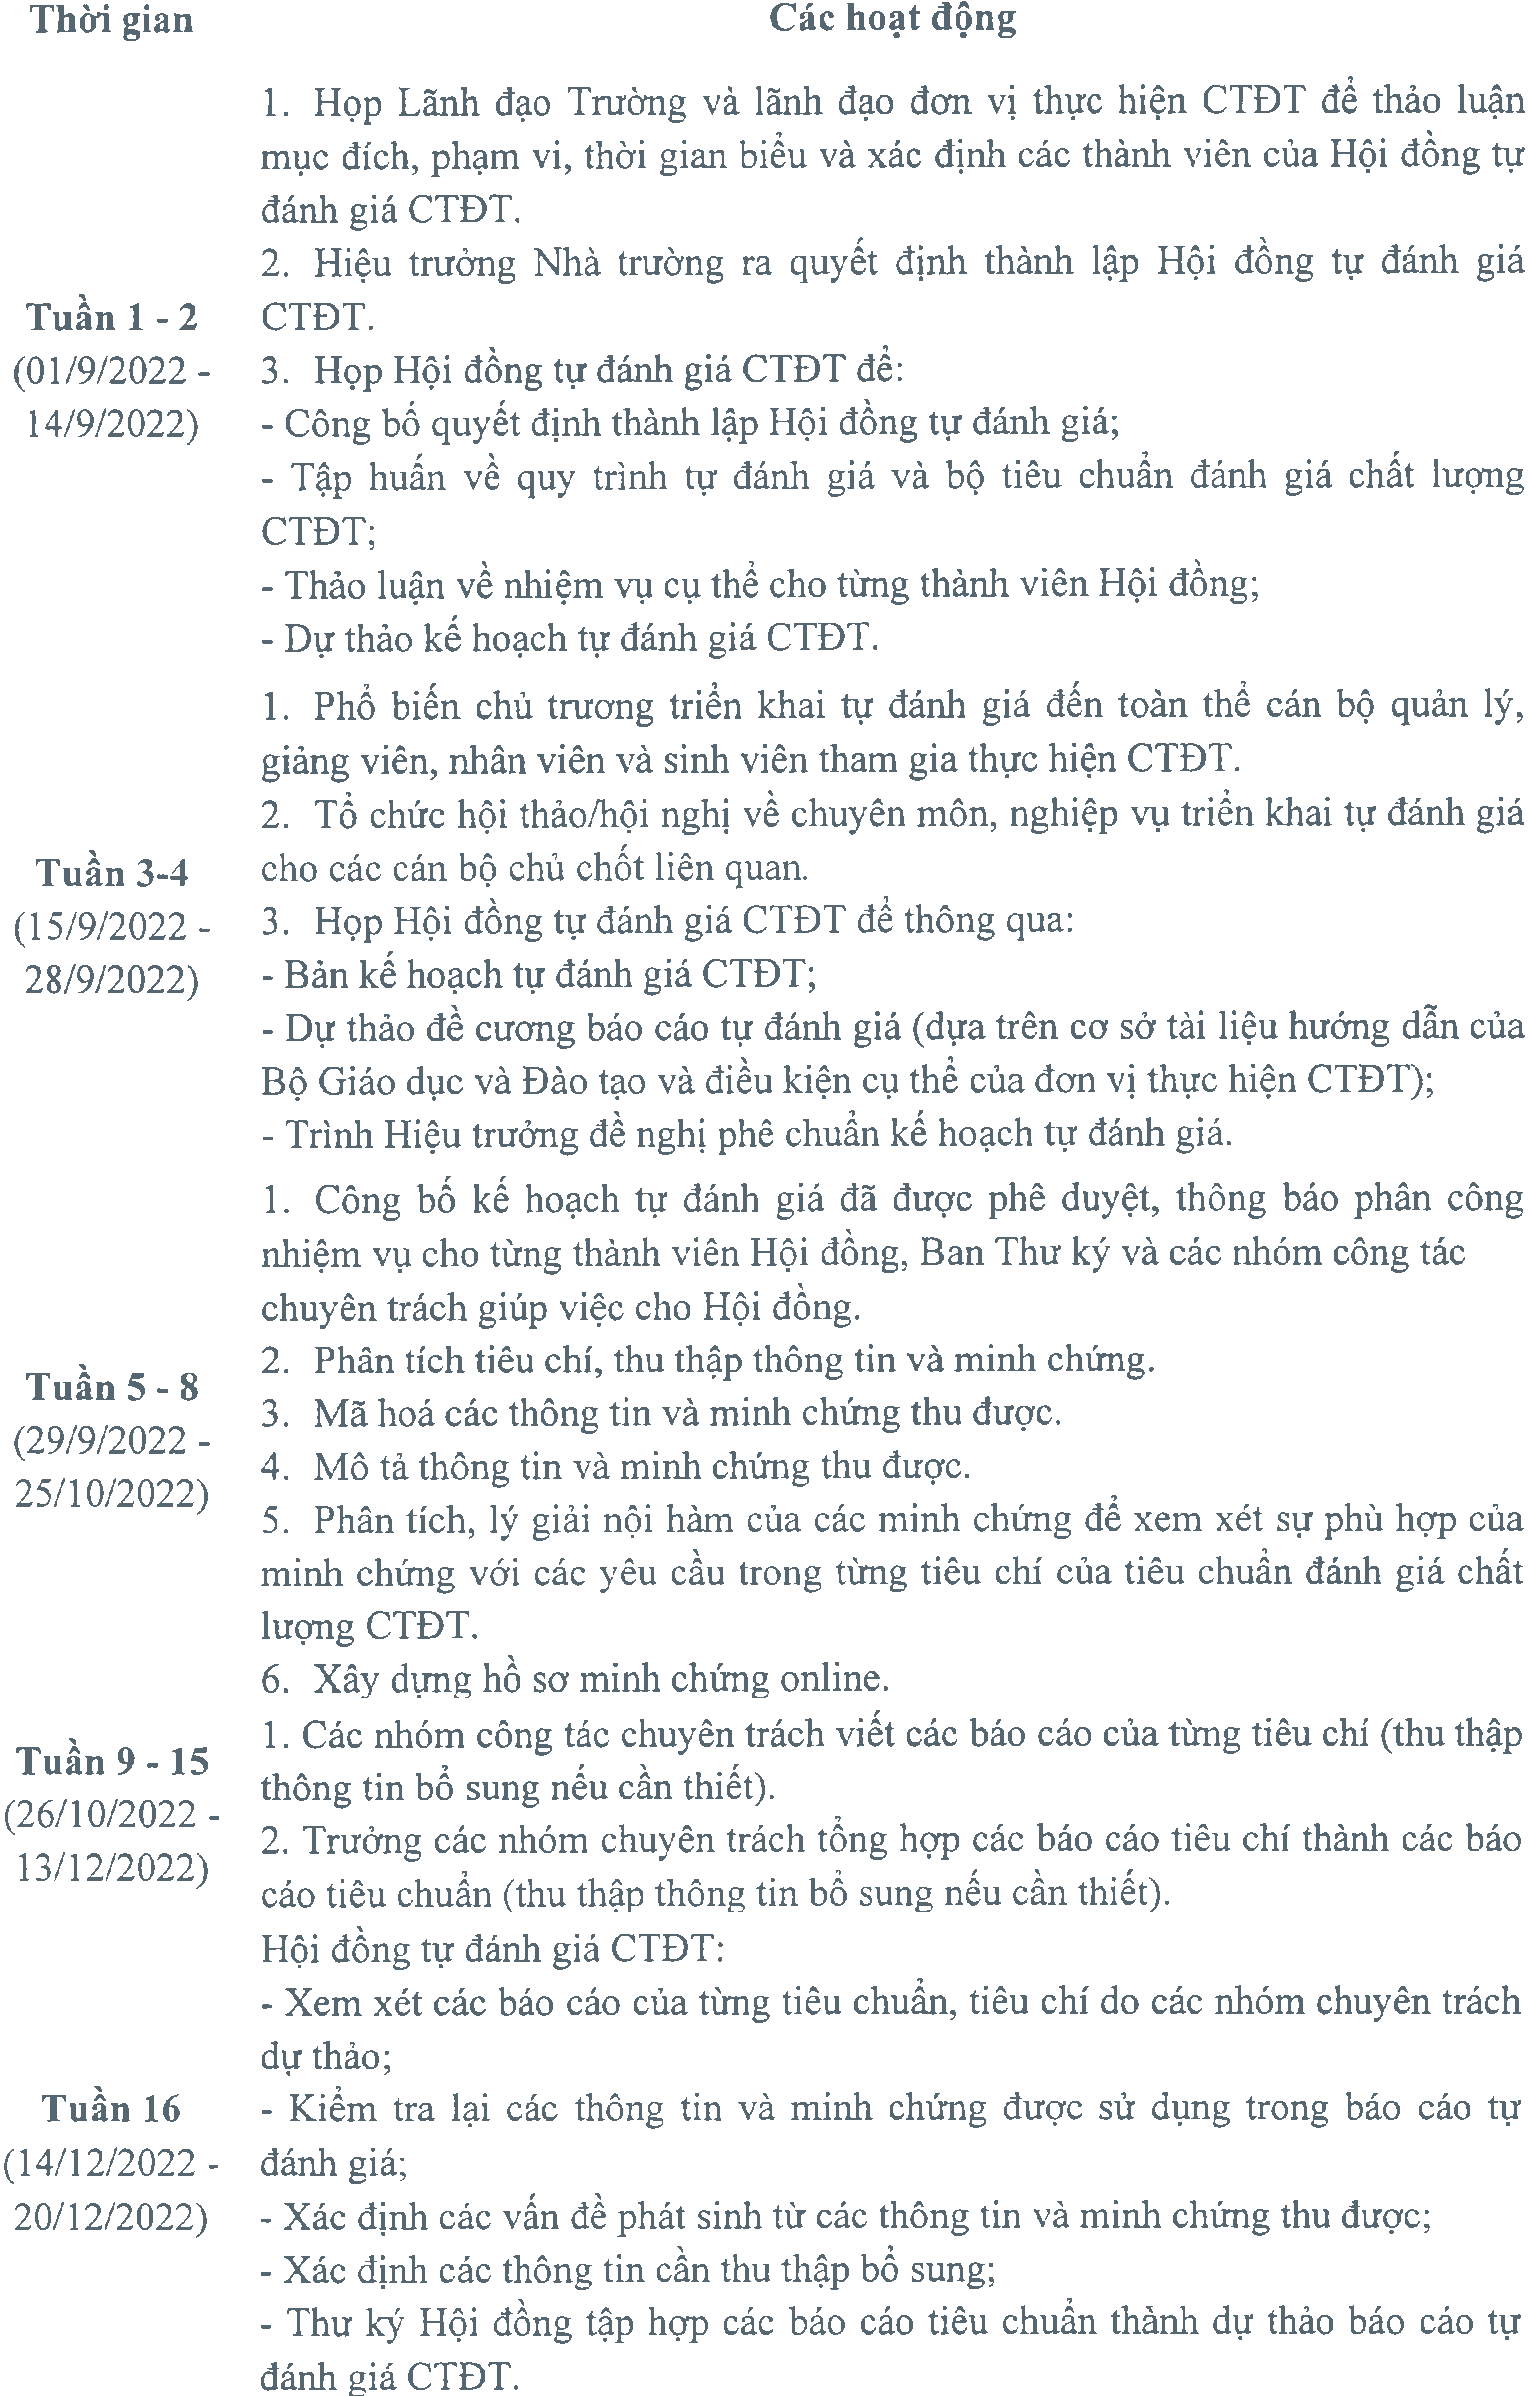 Thời gian
Các hoạt động
1. Họp Lãnh đạo Trường và lãnh đạo đơn vị thực hiện CTĐT để thảo luận
mục đích, phạm vi, thời gian biểu và xác định các thành viên của Hội đồng tự
đánh giá CTĐT.
2. Hiệu trưởng Nhà trường ra quyết định thành lập Hội đồng tự đánh giá
Tuần 1 - 2
CTĐT.
(01/9/2022 -
3. Họp Hội đồng tự đánh giá CTĐT để:
14/9/2022)
- Công bố quyết định thành lập Hội đồng tự đánh giá;
- Tập huấn về quy trình tự đánh giá và bộ tiêu chuẩn đánh giá chất lượng
CTĐT;
- Thảo luận về nhiệm vụ cụ thể cho từng thành viên Hội đồng;
- Dự thảo kế hoạch tự đánh giá CTĐT.
1. Phổ biến chủ trương triển khai tự đánh giá đến toàn thể cán bộ quản lý,
giảng viên, nhân viên và sinh viên tham gia thực hiện CTĐT.
2. Tổ chức hội thảo/hội nghị về chuyên môn, nghiệp vụ triển khai tự đánh giá
Tuần 3-4
cho các cán bộ chủ chốt liên quan.
(15/9/2022 -
3. Họp Hội đồng tự đánh giá CTĐT để thông qua:
28/9/2022)
- Bản kế hoạch tự đánh giá CTĐT;
- Dự thảo đề cương báo cáo tự đánh giá (dựa trên cơ sở tài liệu hướng dẫn của
Bộ Giáo dục và Đào tạo và điều kiện cụ thể của đơn vị thực hiện CTĐT);
- Trình Hiệu trưởng đề nghị phê chuẩn kế hoạch tự đánh giá.
1. Công bố kế hoạch tự đánh giá đã được phê duyệt, thông báo phân công
nhiệm vụ cho từng thành viên Hội đồng, Ban Thư ký và các nhóm công tác
chuyên trách giúp việc cho Hội đồng.
2. Phân tích tiêu chí, thu thập thông tin và minh chứng.
Tuần 5 - 8
3. Mã hoá các thông tin và minh chứng thu được.
(29/9/2022 -
4. Mô tả thông tin và minh chứng thu được.
25/10/2022)
5. Phân tích, lý giải nội hàm của các minh chứng để xem xét sự phù hợp của
minh chứng với các yêu cầu trong từng tiêu chí của tiêu chuẩn đánh giá chất
lượng CTĐT.
6. Xây dựng hồ sơ minh chứng online.
1. Các nhóm công tác chuyên trách viết các báo cáo của từng tiêu chí (thu thập
Tuần 9 - 15
thông tin bổ sung nếu cần thiết).
(26/10/2022 -
2. Trưởng các nhóm chuyên trách tổng hợp các báo cáo tiêu chí thành các báo
13/12/2022)
cáo tiêu chuẩn (thu thập thông tin bổ sung nếu cần thiết).
Hội đồng tự đánh giá CTĐT:
- Xem xét các báo cáo của từng tiêu chuẩn, tiêu chí do các nhóm chuyên trách
dự thảo;
Tuần 16
- Kiểm tra lại các thông tin và minh chứng được sử dụng trong báo cáo tự
(14/12/2022 -
đánh giá;
20/12/2022)
- Xác định các vấn đề phát sinh từ các thông tin và minh chứng thu được;
- Xác định các thông tin cần thu thập bổ sung;
- Thư ký Hội đồng tập hợp các báo cáo tiêu chuẩn thành dự thảo báo cáo tự
đánh giá CTĐT.